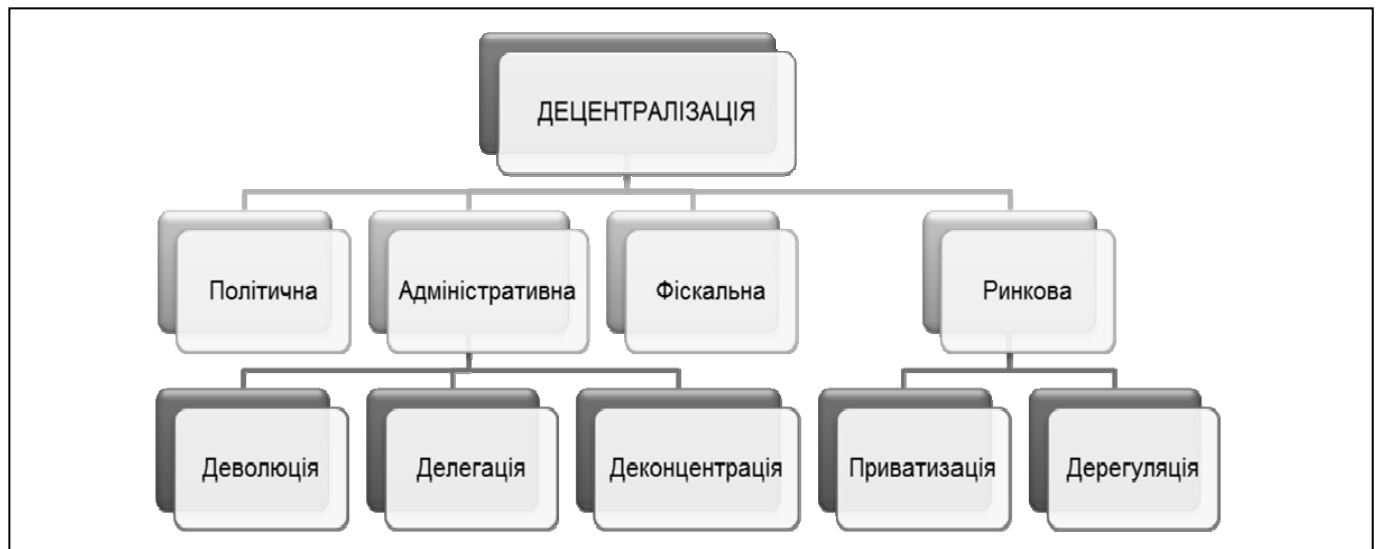 ДЕЦЕНТРАЛІЗАЦІЯ
Політична
Адміністративна
Фіскальна
Ринкова
Деволюція
Делегація
Деконцентрація
Приватизація
Дерегуляція